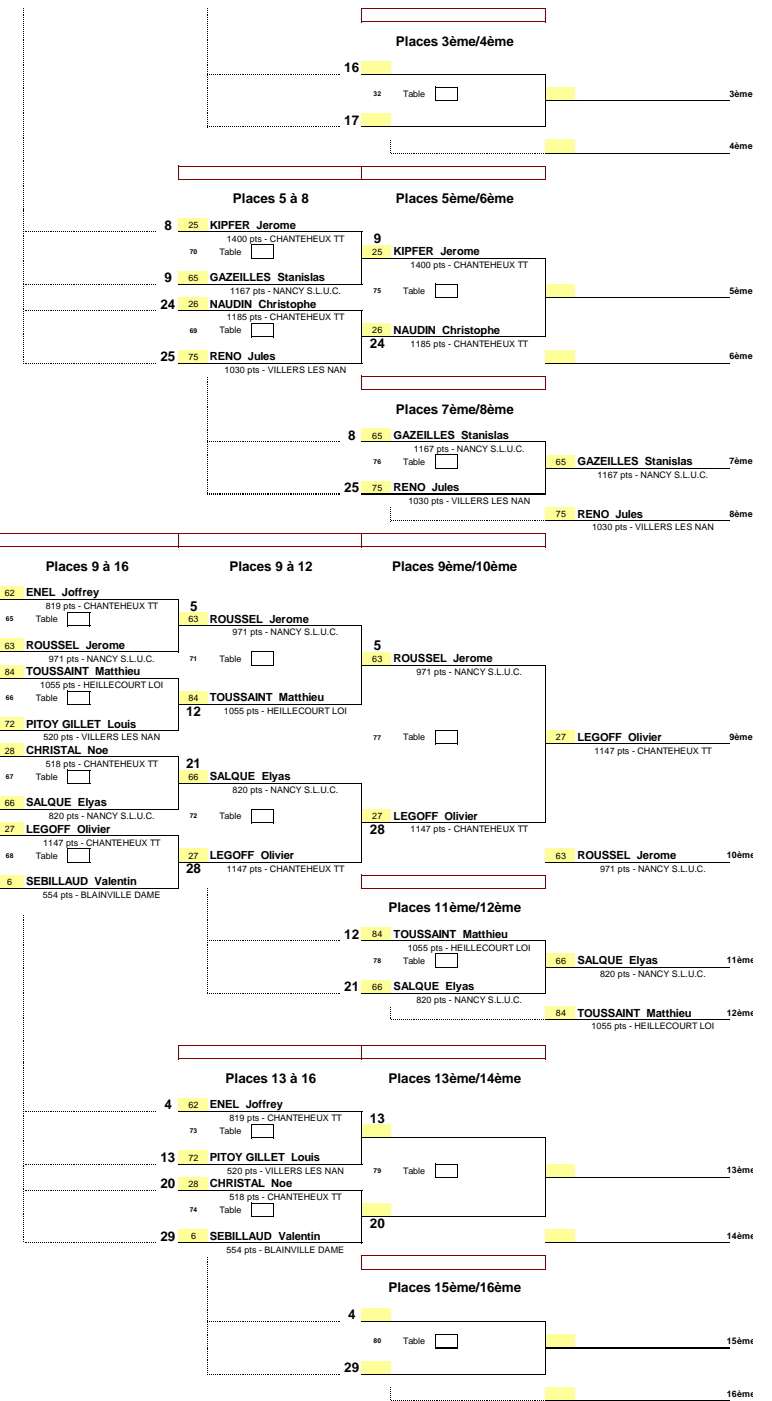 Places 3ème/4ème
16
32 Table
3ème
17
4ème
Places 5 à 8 Places 5ème/6ème
8 25 KIPFER Jerome
1400 pts - CHANTEHEUX TT 9
70 Table 25 KIPFER Jerome
1400 pts - CHANTEHEUX TT
9 65 GAZEILLES Stanislas
1167 pts - NANCY S.L.U.C. 75 Table 5ème
24 26 NAUDIN Christophe
1185 pts - CHANTEHEUX TT
69 Table 26 NAUDIN Christophe
24 1185 pts - CHANTEHEUX TT
25 75 RENO Jules 6ème
1030 pts - VILLERS LES NAN
Places 7ème/8ème
8 65 GAZEILLES Stanislas
1167 pts - NANCY S.L.U.C.
76 Table 65 GAZEILLES Stanislas 7ème
1167 pts - NANCY S.L.U.C.
25 75 RENO Jules
1030 pts - VILLERS LES NAN
75 RENO Jules 8ème
1030 pts - VILLERS LES NAN
Places 9 à 16 Places 9 à 12 Places 9ème/10ème
62 ENEL Joffrey
819 pts - CHANTEHEUX TT 5
65 Table 63 ROUSSEL Jerome
971 pts - NANCY S.L.U.C.
63 ROUSSEL Jerome 5
971 pts - NANCY S.L.U.C. 71 Table 63 ROUSSEL Jerome
84 TOUSSAINT Matthieu 971 pts - NANCY S.L.U.C.
1055 pts - HEILLECOURT LOI
66 Table 84 TOUSSAINT Matthieu
12 1055 pts - HEILLECOURT LOI
72 PITOY GILLET Louis
520 pts - VILLERS LES NAN 77 Table 27 LEGOFF Olivier 9ème
28 CHRISTAL Noe 1147 pts - CHANTEHEUX TT
518 pts - CHANTEHEUX TT 21
67 Table 66 SALQUE Elyas
820 pts - NANCY S.L.U.C.
66 SALQUE Elyas
820 pts - NANCY S.L.U.C. 72 Table 27 LEGOFF Olivier
27 LEGOFF Olivier 28 1147 pts - CHANTEHEUX TT
1147 pts - CHANTEHEUX TT
68 Table 27 LEGOFF Olivier 63 ROUSSEL Jerome 10ème
28 1147 pts - CHANTEHEUX TT 971 pts - NANCY S.L.U.C.
6 SEBILLAUD Valentin
554 pts - BLAINVILLE DAME
Places 11ème/12ème
12 84 TOUSSAINT Matthieu
1055 pts - HEILLECOURT LOI
78 Table 66 SALQUE Elyas 11ème
820 pts - NANCY S.L.U.C.
21 66 SALQUE Elyas
820 pts - NANCY S.L.U.C.
84 TOUSSAINT Matthieu 12ème
1055 pts - HEILLECOURT LOI
Places 13 à 16 Places 13ème/14ème
4 62 ENEL Joffrey
819 pts - CHANTEHEUX TT 13
73 Table
13 72 PITOY GILLET Louis
520 pts - VILLERS LES NAN 79 Table 13ème
20 28 CHRISTAL Noe
518 pts - CHANTEHEUX TT
74 Table
20
29 6 SEBILLAUD Valentin 14ème
554 pts - BLAINVILLE DAME
Places 15ème/16ème
4
80 Table 15ème
29
16ème